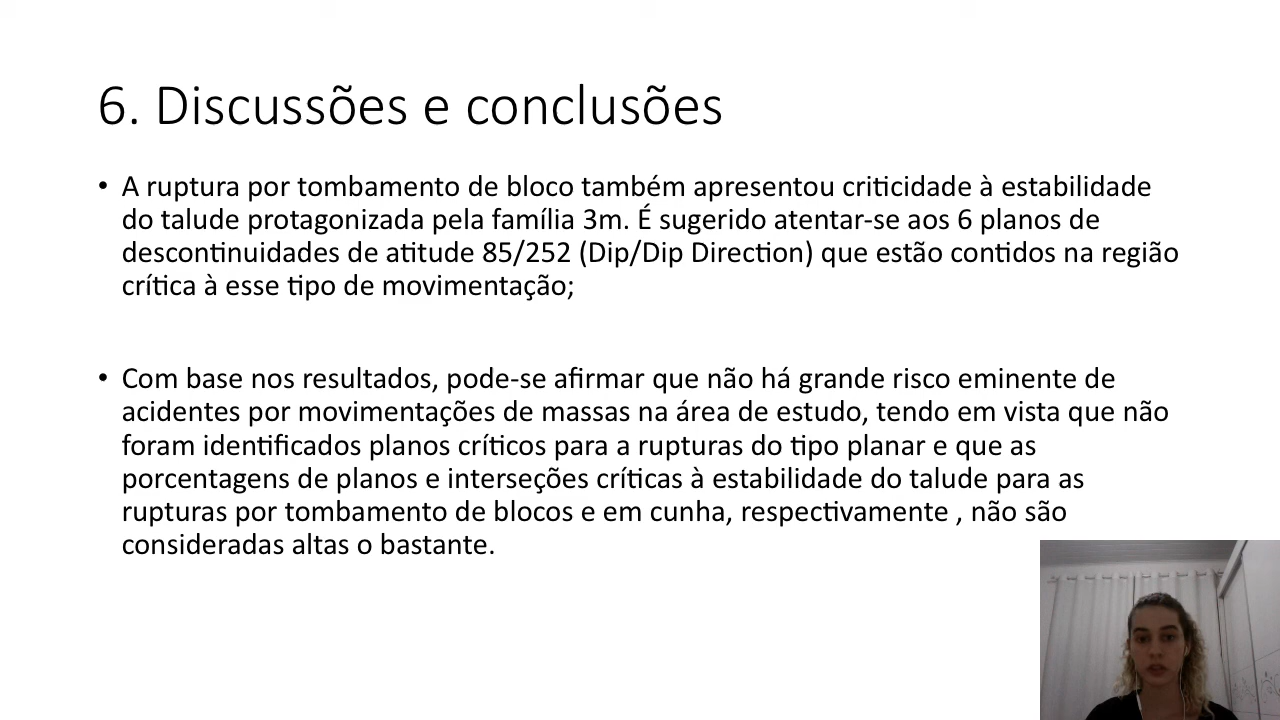 6. Discussões e conclusões
• A ruptura por tombamento de bloco também apresentou criticidade à estabilidade
do talude protagonizada pela família 3m. É sugerido atentar-se aos 6 planos de
descontinuidades de atitude 85/252 (Dip/Dip Direction) que estão contidos na região
crítica à esse tipo de movimentação;
• Com base nos resultados, pode-se afirmar que não há grande risco eminente de
acidentes por movimentações de massas na área de estudo, tendo em vista que não
foram identificados planos críticos para a rupturas do tipo planar e que as
porcentagens de planos e interseções críticas à estabilidade do talude para as
rupturas por tombamento de blocos e em cunha, respectivamente , não são
consideradas altas o bastante.